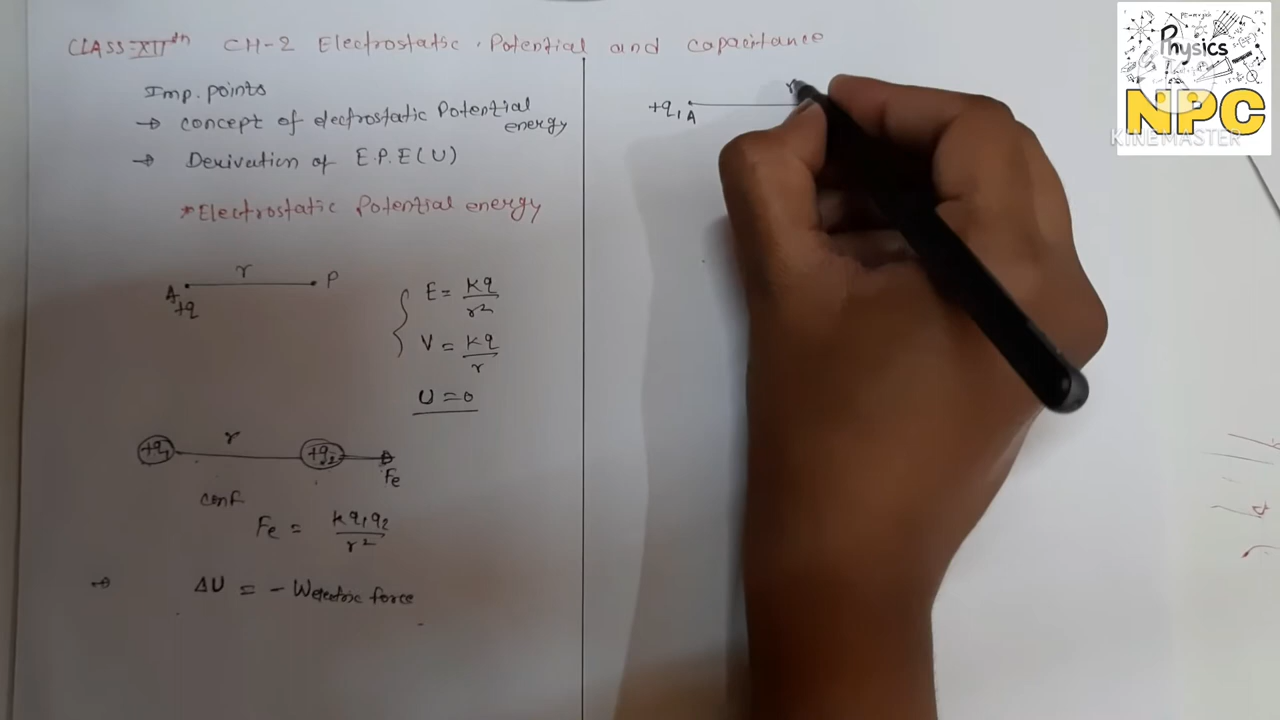 CLASS-XIIth CH-2 Electrostatic Potential and capacitance
Imp. points
→ concept of electrostatic Potential
energy
→ Derivation of E.P.E(U)
*Electrostatic Potential energy
r
A P
+q
E = kq/r²
V = kq/r
U = 0
+q1 r +q2
Fe
conf
Fe = kq1q2/r²
→ ΔU = - Welectric force
r
+q1 A
Physics
NPC
KINEMASTER